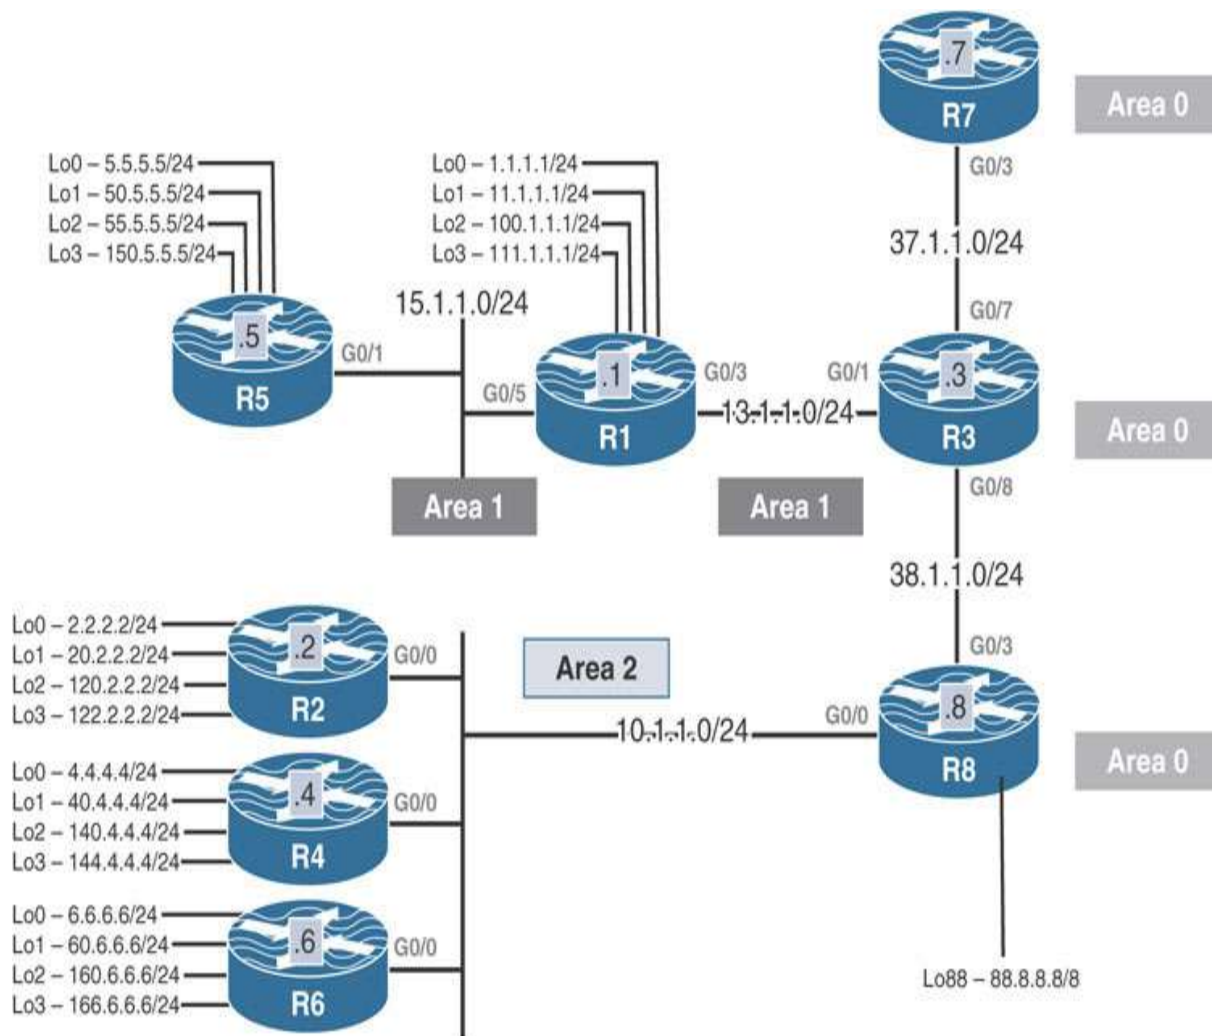 .7
R7
Area 0
G0/3
37.1.1.0/24
G0/7
Lo0 – 5.5.5.5/24
Lo1 – 50.5.5.5/24
Lo2 – 55.5.5.5/24
Lo3 – 150.5.5.5/24
Lo0 – 1.1.1.1/24
Lo1 – 11.1.1.1/24
Lo2 – 100.1.1.1/24
Lo3 – 111.1.1.1/24
15.1.1.0/24
.5
R5
G0/1
G0/5
.1
R1
G0/3
13.1.1.0/24
G0/1
.3
R3
Area 0
G0/8
Area 1
Area 1
38.1.1.0/24
G0/3
Lo0 – 2.2.2.2/24
Lo1 – 20.2.2.2/24
Lo2 – 120.2.2.2/24
Lo3 – 122.2.2.2/24
.2
R2
G0/0
Area 2
10.1.1.0/24
G0/0
.8
R8
Area 0
Lo0 – 4.4.4.4/24
Lo1 – 40.4.4.4/24
Lo2 – 140.4.4.4/24
Lo3 – 144.4.4.4/24
.4
R4
G0/0
Lo0 – 6.6.6.6/24
Lo1 – 60.6.6.6/24
Lo2 – 160.6.6.6/24
Lo3 – 166.6.6.6/24
.6
R6
G0/0
Lo88 – 88.8.8.8/8